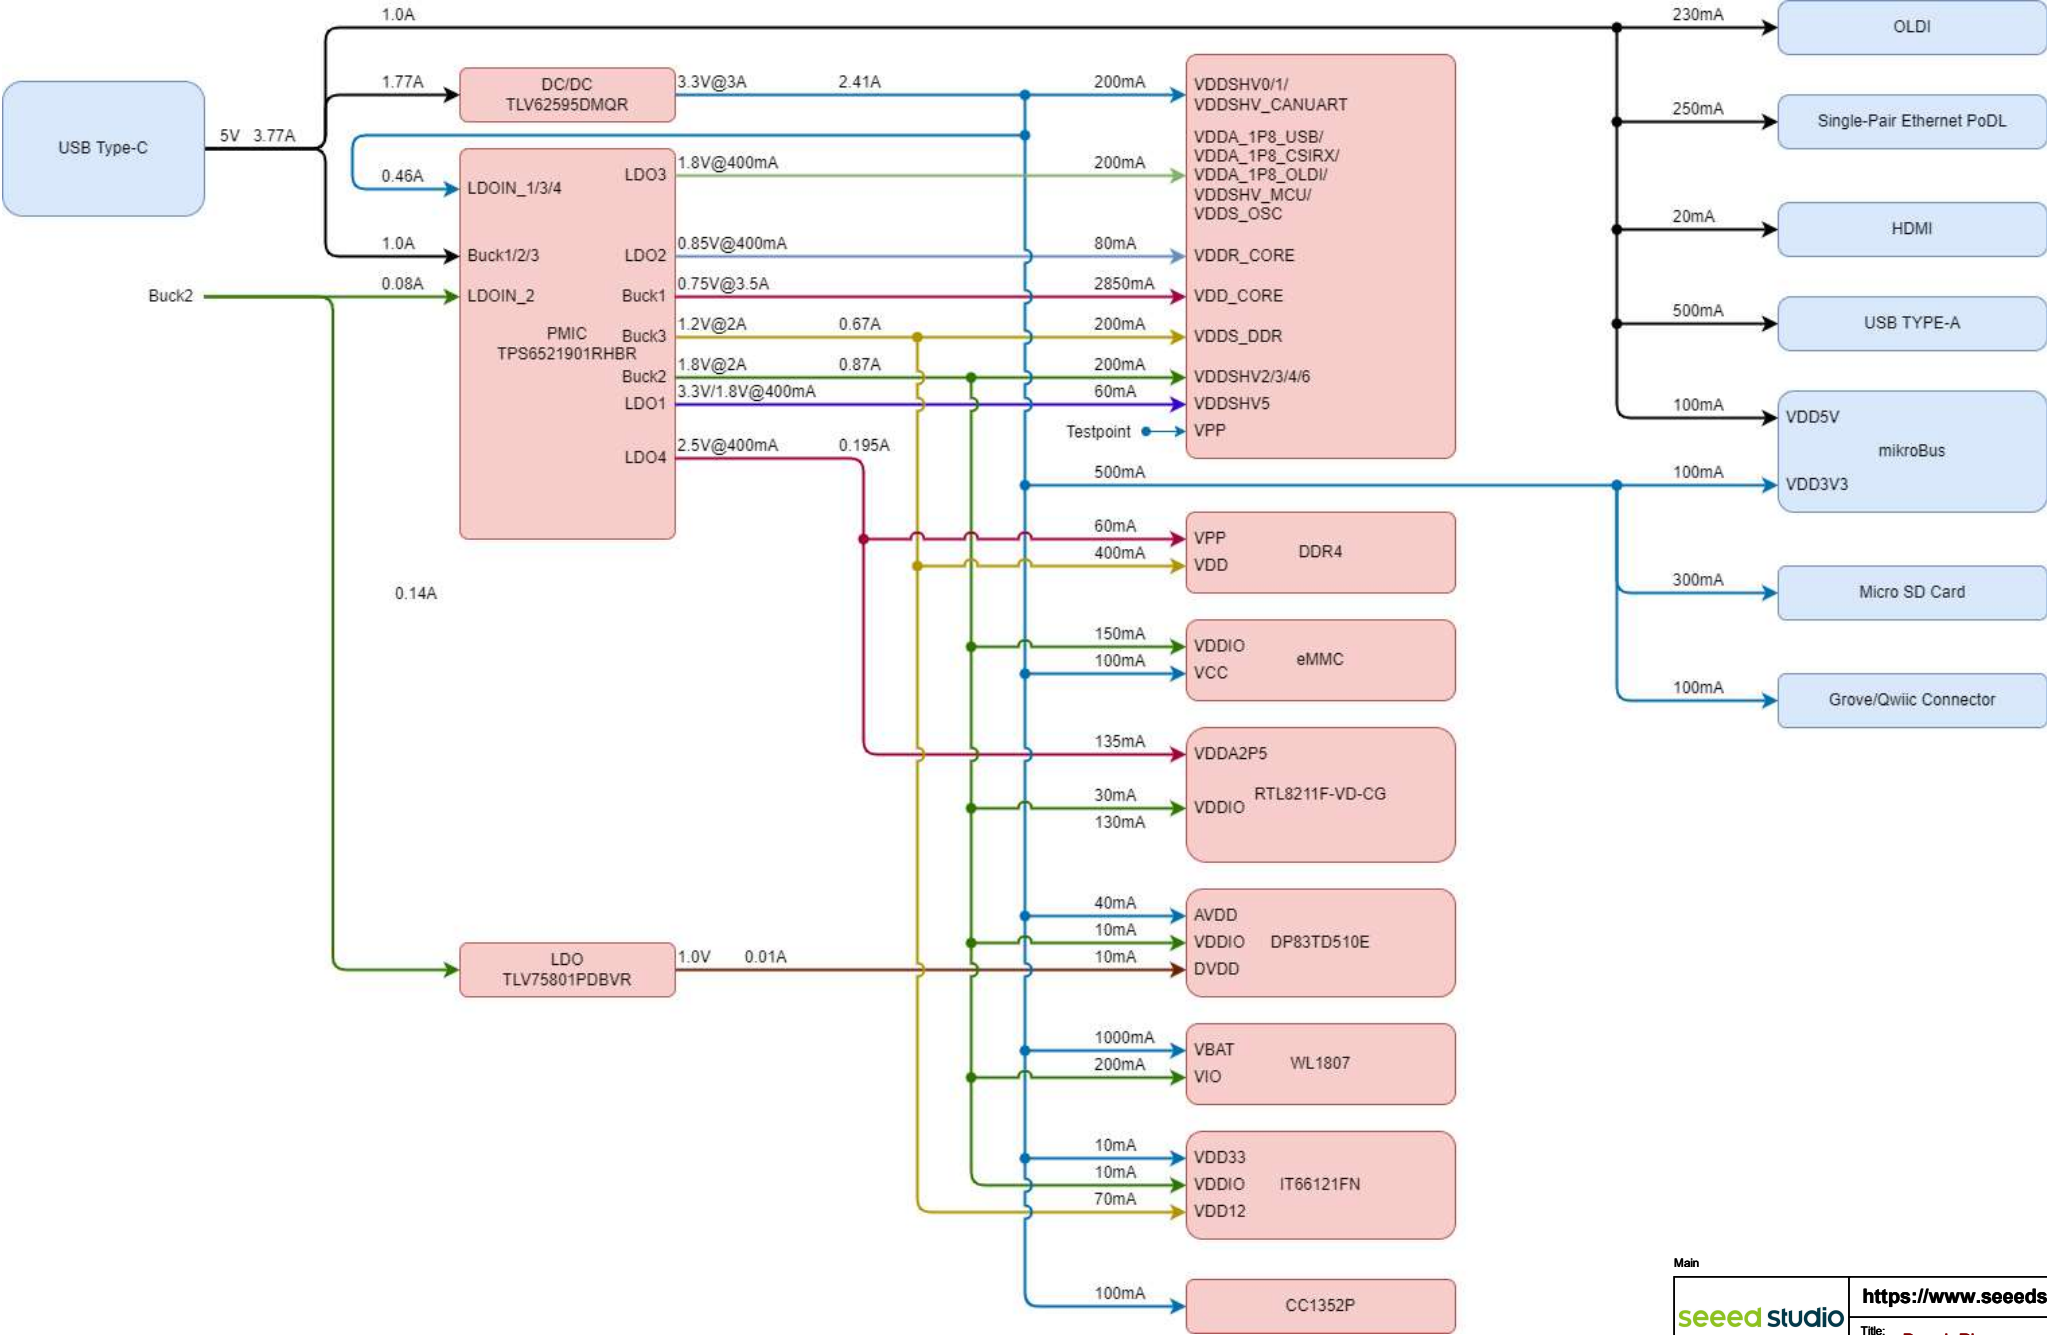 1.0A
230mA
OLDI
1.77A
DC/DC
TLV62595DMQR
3.3V@3A
2.41A
200mA
VDDSHV0/1/
VDDSHV_CANUART
250mA
Single-Pair Ethernet PoDL
USB Type-C
5V 3.77A
VDDA_1P8_USB/
VDDA_1P8_CSIRX/
VDDA_1P8_OLDI/
VDDSHV_MCU/
VDDS_OSC
0.46A
LDOIN_1/3/4
LDO3
1.8V@400mA
200mA
20mA
HDMI
1.0A
Buck1/2/3
LDO2
0.85V@400mA
80mA
VDDR_CORE
Buck2
0.08A
LDOIN_2
Buck1
0.75V@3.5A
2850mA
VDD_CORE
500mA
USB TYPE-A
PMIC
TPS6521901RHBR
Buck3
1.2V@2A
0.67A
200mA
VDDS_DDR
Buck2
1.8V@2A
0.87A
200mA
VDDSHV2/3/4/6
LDO1
3.3V/1.8V@400mA
60mA
VDDSHV5
100mA
VDD5V
mikroBus
Testpoint
VPP
LDO4
2.5V@400mA
0.195A
500mA
100mA
VDD3V3
60mA
VPP
DDR4
400mA
VDD
0.14A
300mA
Micro SD Card
150mA
VDDIO
eMMC
100mA
VCC
100mA
Grove/Qwiic Connector
135mA
VDDA2P5
RTL8211F-VD-CG
30mA
VDDIO
130mA
40mA
AVDD
10mA
VDDIO
DP83TD510E
LDO
TLV75801PDBVR
1.0V
0.01A
10mA
DVDD
1000mA
VBAT
WL1807
200mA
VIO
10mA
VDD33
10mA
VDDIO
IT66121FN
70mA
VDD12
100mA
CC1352P
Main
seeed studio
https://www.seeeds
Title: